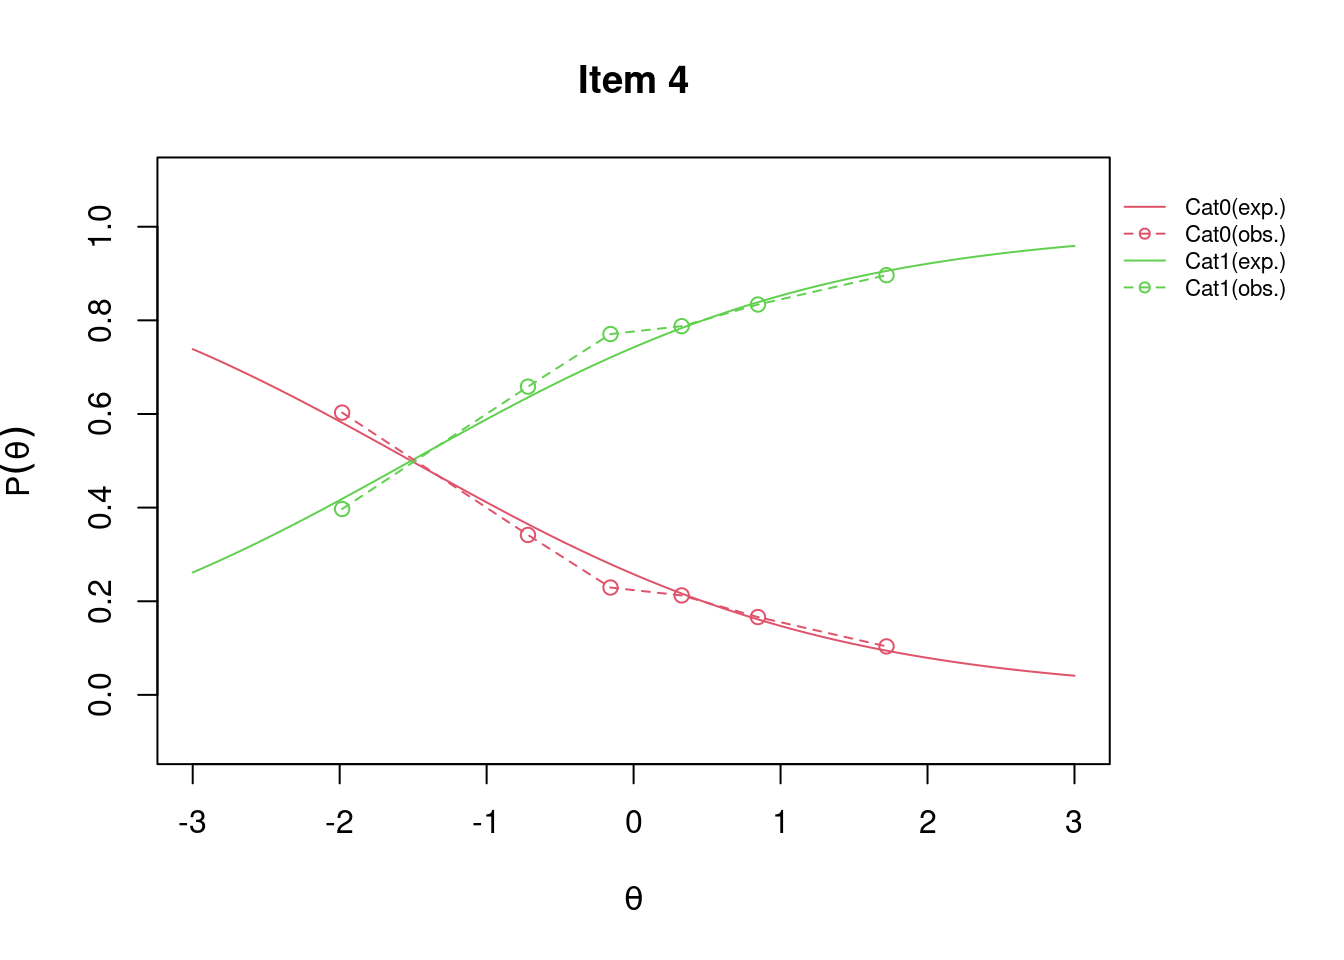 Item 4
P(θ)
1.0
0.8
0.6
0.4
0.2
0.0
-3 -2 -1 0 1 2 3
θ
Cat0(exp.)
Cat0(obs.)
Cat1(exp.)
Cat1(obs.)